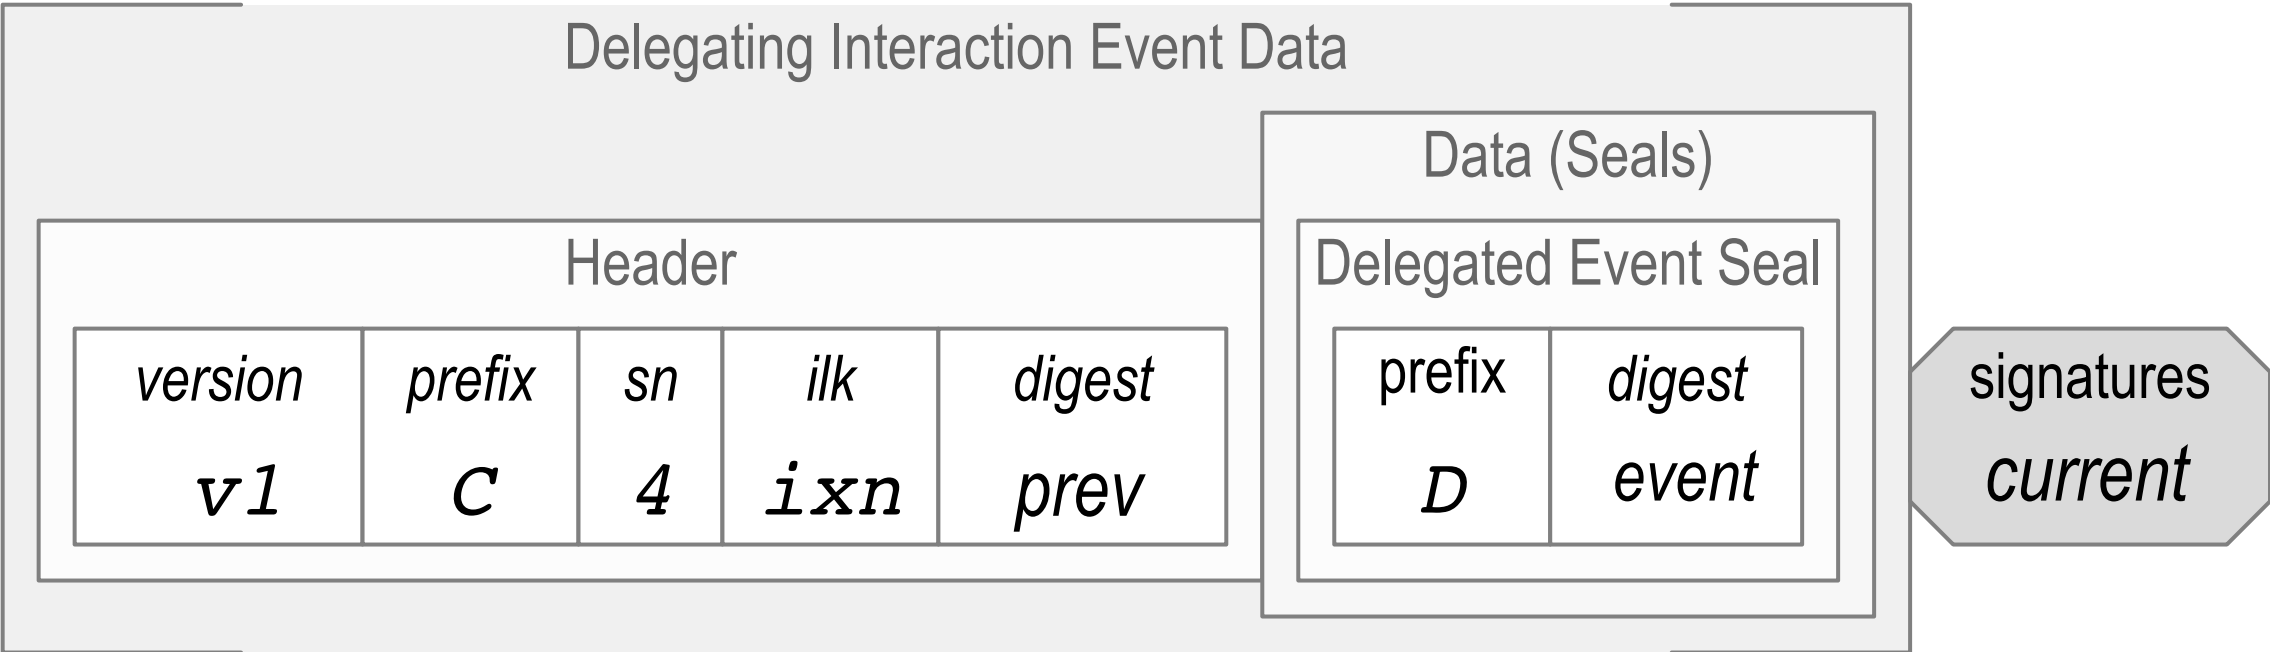 Delegating Interaction Event Data
Data (Seals)
Header
Delegated Event Seal
version prefix sn ilk digest prefix digest signatures
v1 C 4 ixn prev D event current